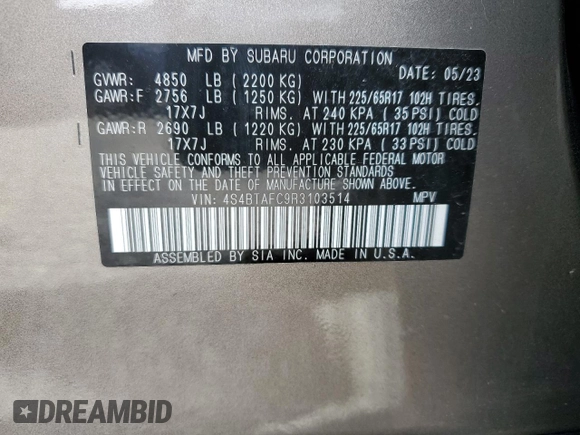 MFD BY SUBARU CORPORATION
DATE: 05/23
GVWR: 4850 LB (2200 KG)
GAWR:F 2756 LB (1250 KG) WITH 225/65R17 102H TIRES.
17X7J RIMS. AT 240 KPA (35 PSI) COLD
GAWR:R 2690 LB (1220 KG) WITH 225/65R17 102H TIRES.
17X7J RIMS. AT 230 KPA (33 PSI) COLD
THIS VEHICLE CONFORMS TO ALL APPLICABLE FEDERAL MOTOR
VEHICLE SAFETY AND THEFT PREVENTION STANDARDS
IN EFFECT ON THE DATE OF MANUFACTURE SHOWN ABOVE.
VIN: 4S4BTAFC9R3103514 MPV
ASSEMBLED BY SIA INC. MADE IN U.S.A.
DREAMBID